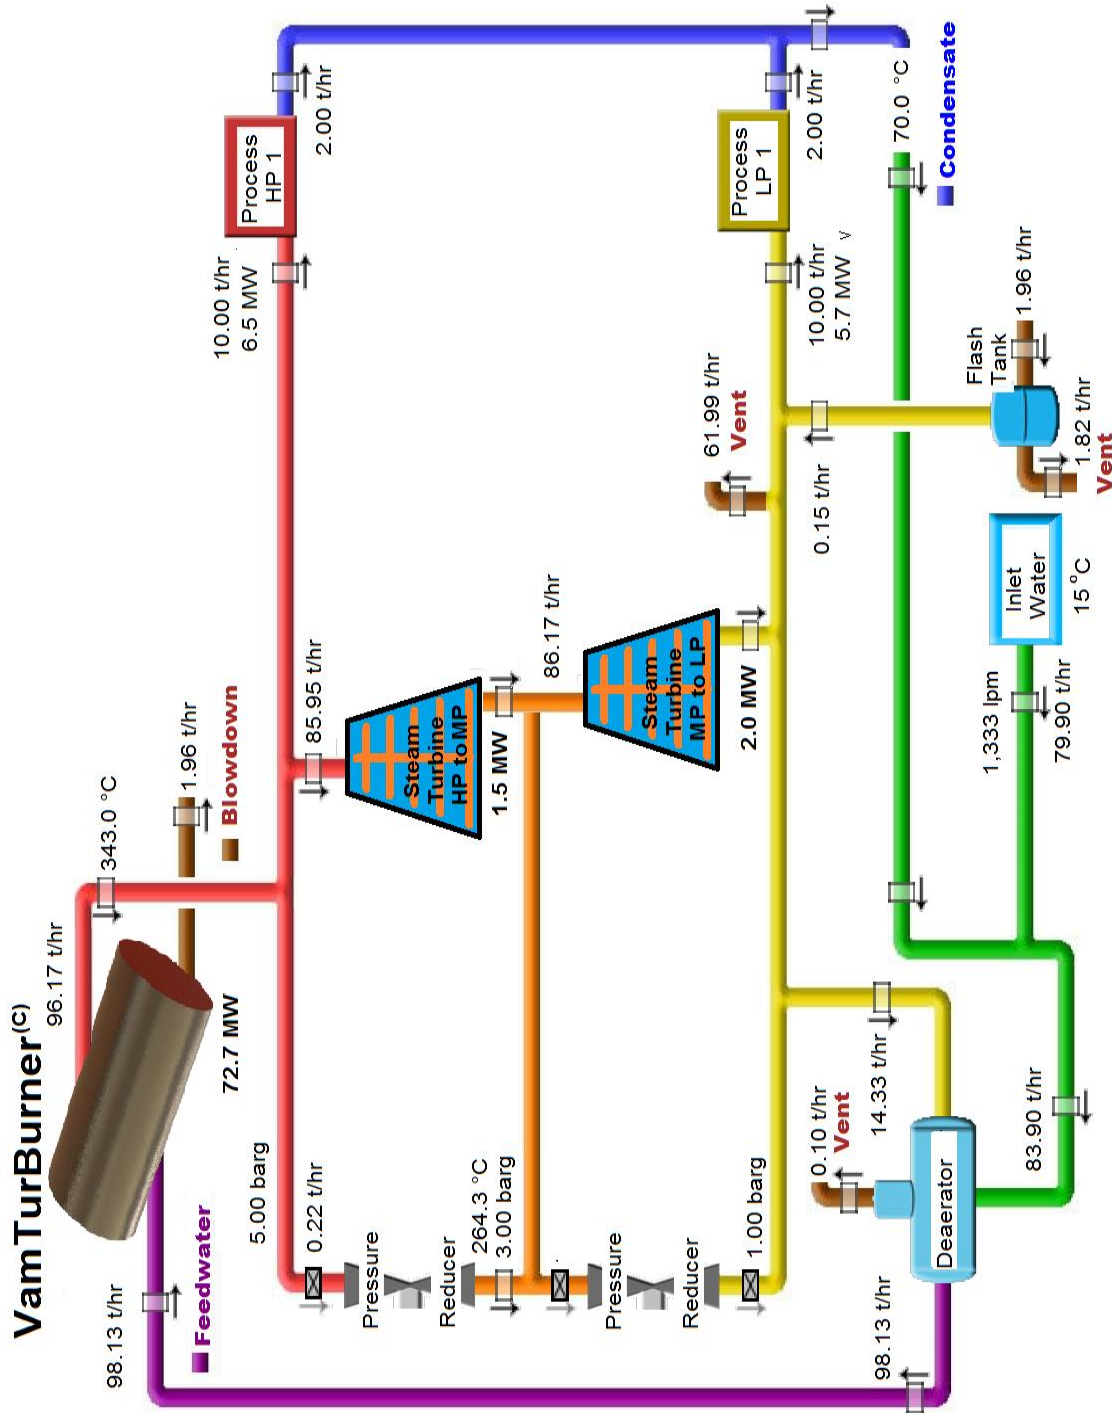 VamTurBurner(C)
96.17 t/hr
343.0 °C
1.96 t/hr
Blowdown
72.7 MW
98.13 t/hr
Feedwater
5.00 barg
0.22 t/hr
Pressure
Reducer
264.3 °C
3.00 barg
Pressure
Reducer
1.00 barg
85.95 t/hr
Steam
Turbine
HP to MP
1.5 MW
86.17 t/hr
Steam
Turbine
MP to LP
2.0 MW
10.00 t/hr
6.5 MW
Process
HP 1
2.00 t/hr
61.99 t/hr
Vent
10.00 t/hr
5.7 MW
v
Process
LP 1
2.00 t/hr
70.0 °C
Condensate
0.15 t/hr
Flash
Tank
1.96 t/hr
1.82 t/hr
Vent
Inlet
Water
15 °C
1,333 lpm
79.90 t/hr
83.90 t/hr
14.33 t/hr
0.10 t/hr
Vent
Deaerator
98.13 t/hr